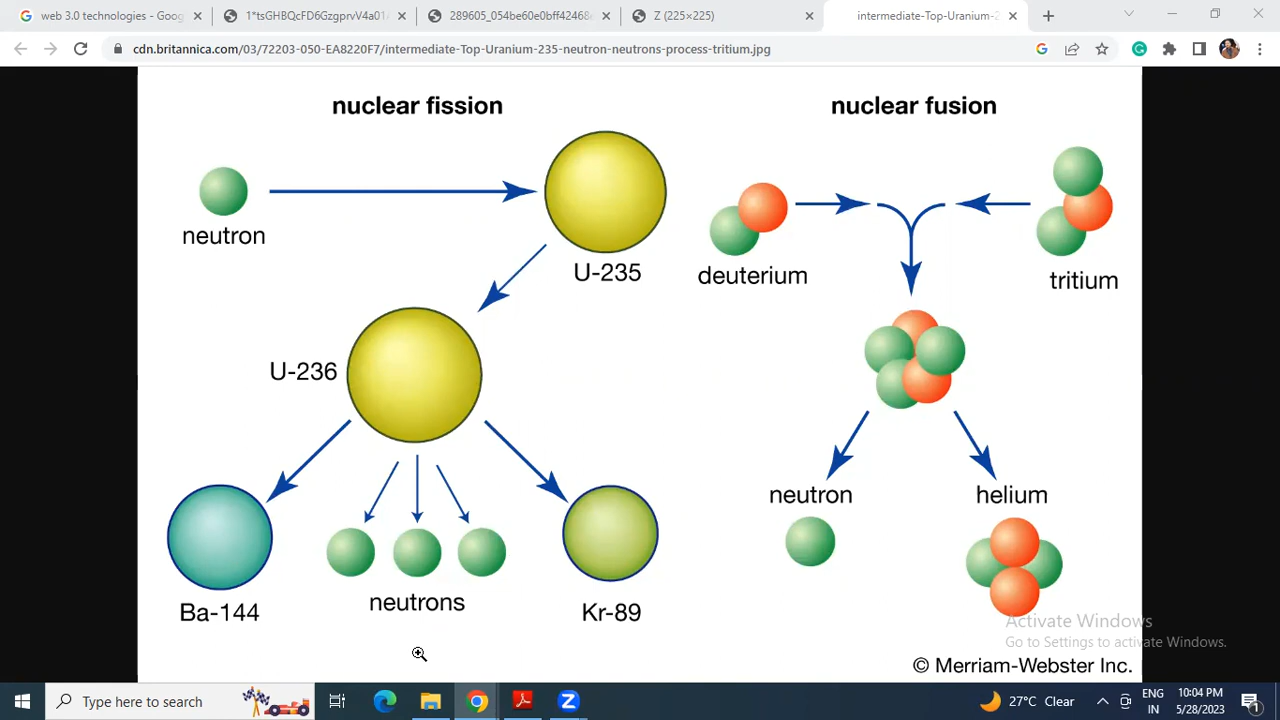 web 3.0 technologies - Goog
1*tsGHBQcFD6GzgprvV4a01A
289605_054be60e0bff42468e
Z (225×225)
intermediate-Top-Uranium-2
cdn.britannica.com/03/72203-050-EA8220F7/intermediate-Top-Uranium-235-neutron-neutrons-process-tritium.jpg
nuclear fission
nuclear fusion
neutron
U-235
deuterium
tritium
U-236
neutron
helium
Ba-144
neutrons
Kr-89
Activate Windows
Go to Settings to activate Windows.
© Merriam-Webster Inc.
Type here to search
27°C Clear
ENG
IN
10:04 PM
5/28/2023
1